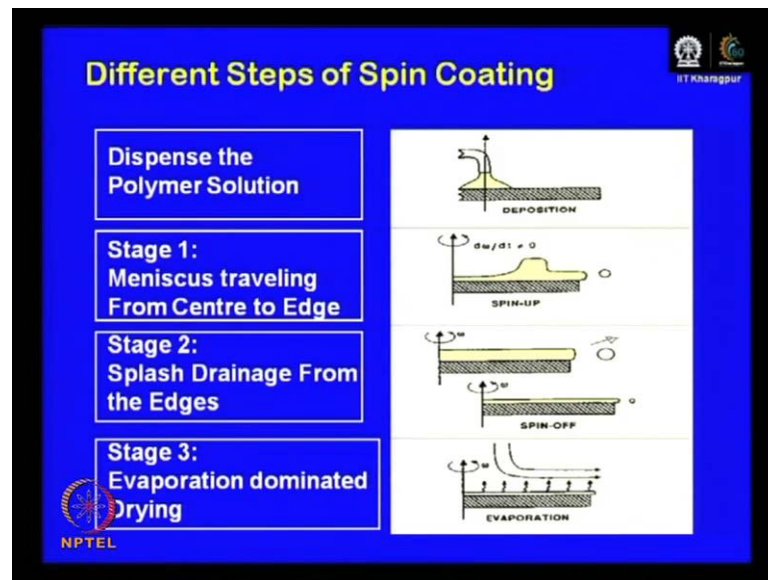 Different Steps of Spin Coating
IIT Kharagpur
Dispense the
Polymer Solution
DEPOSITION
Stage 1:
Meniscus traveling
From Centre to Edge
dω/dt ≠ 0
SPIN-UP
Stage 2:
Splash Drainage From
the Edges
ω
ω
SPIN-OFF
Stage 3:
Evaporation dominated
Drying
ω
EVAPORATION
NPTEL